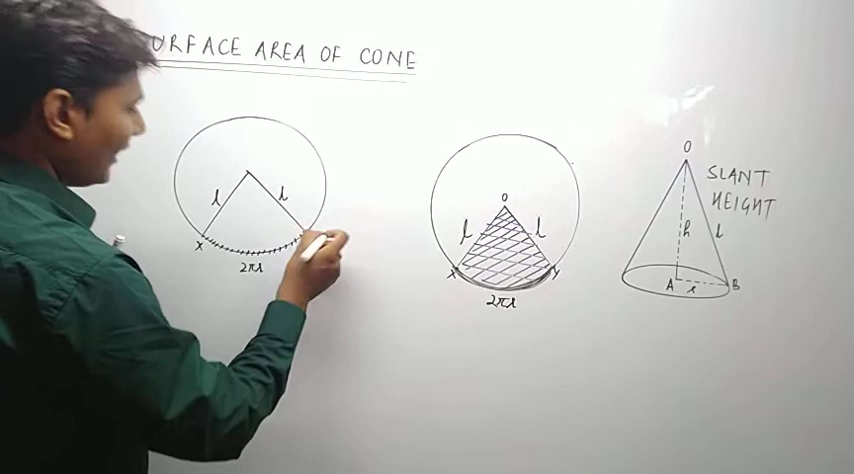 URFACE AREA OF CONE
l l
X
2πr
O
l l
X Y
2πr
O
SLANT
HEIGHT
h l
A r B